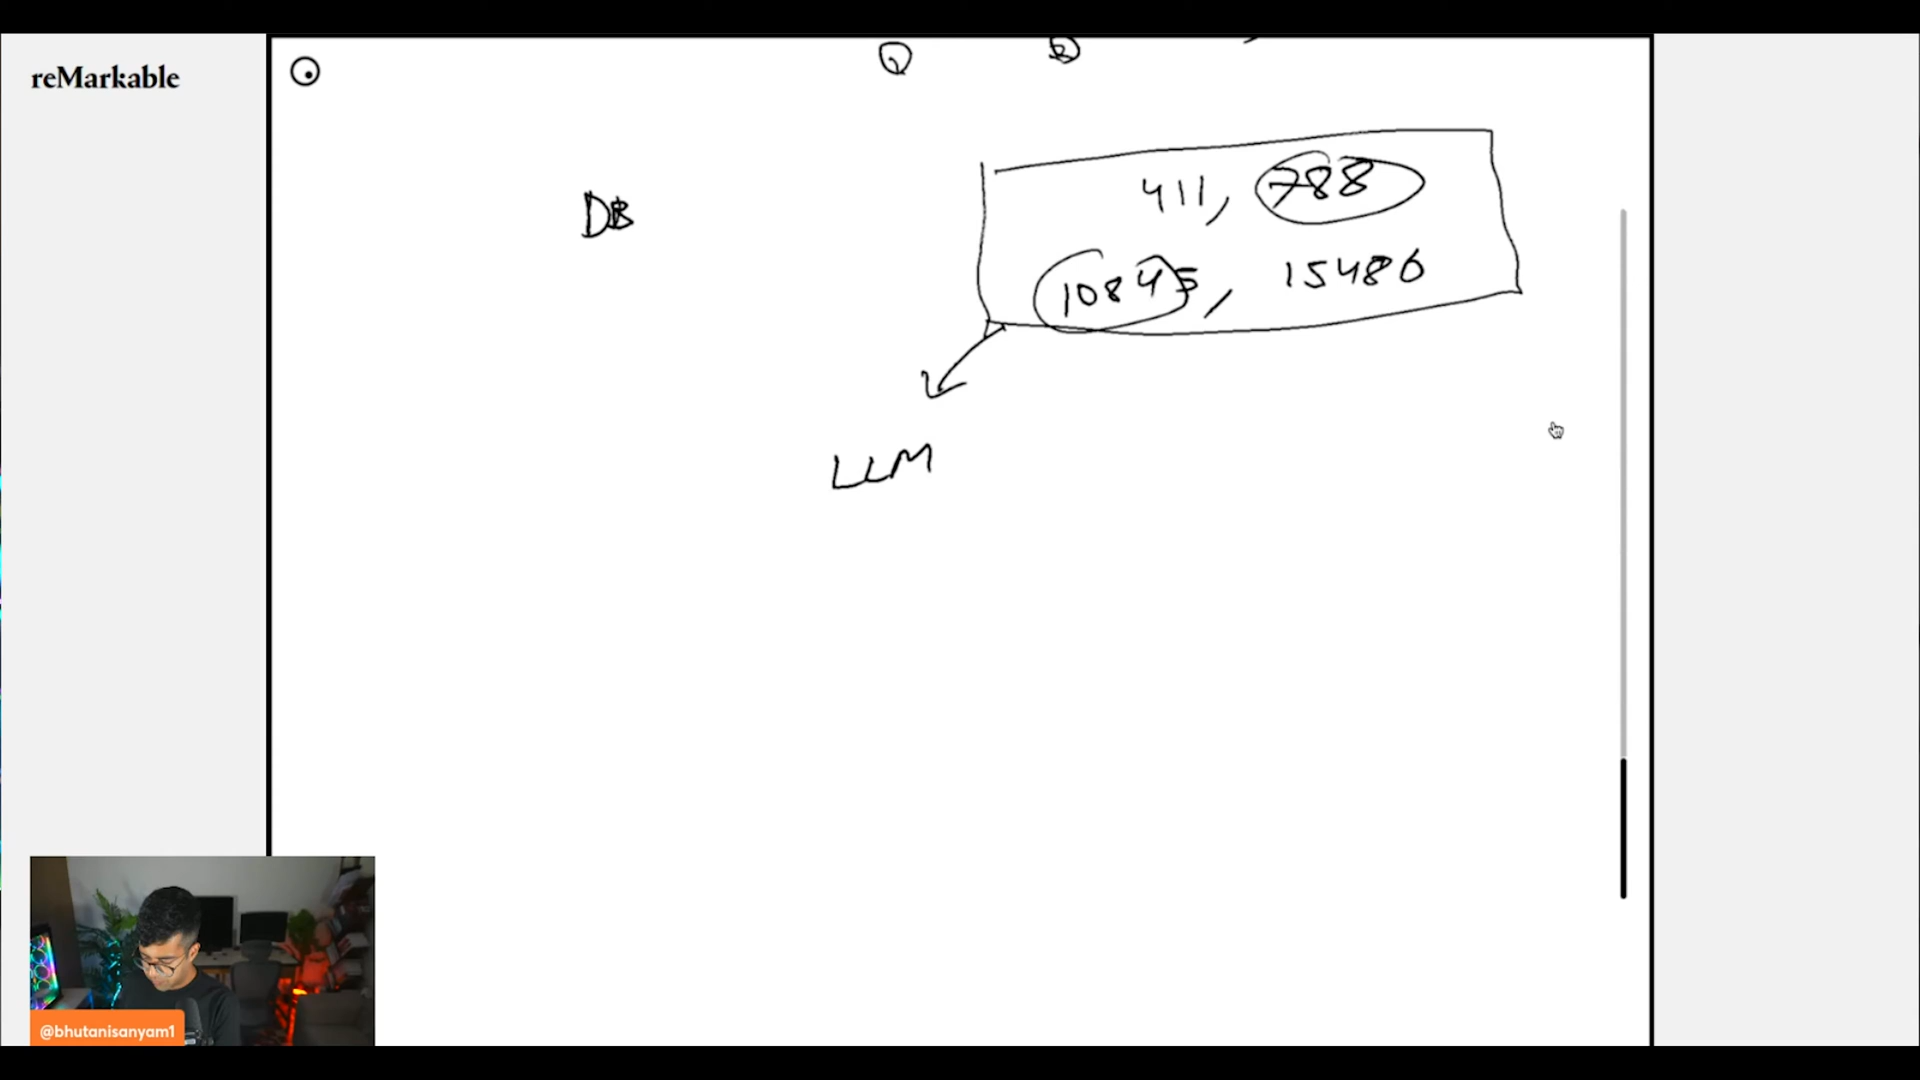 reMarkable
411, 788
DB
10845, 15486
LLM
@bhutanisanyam1